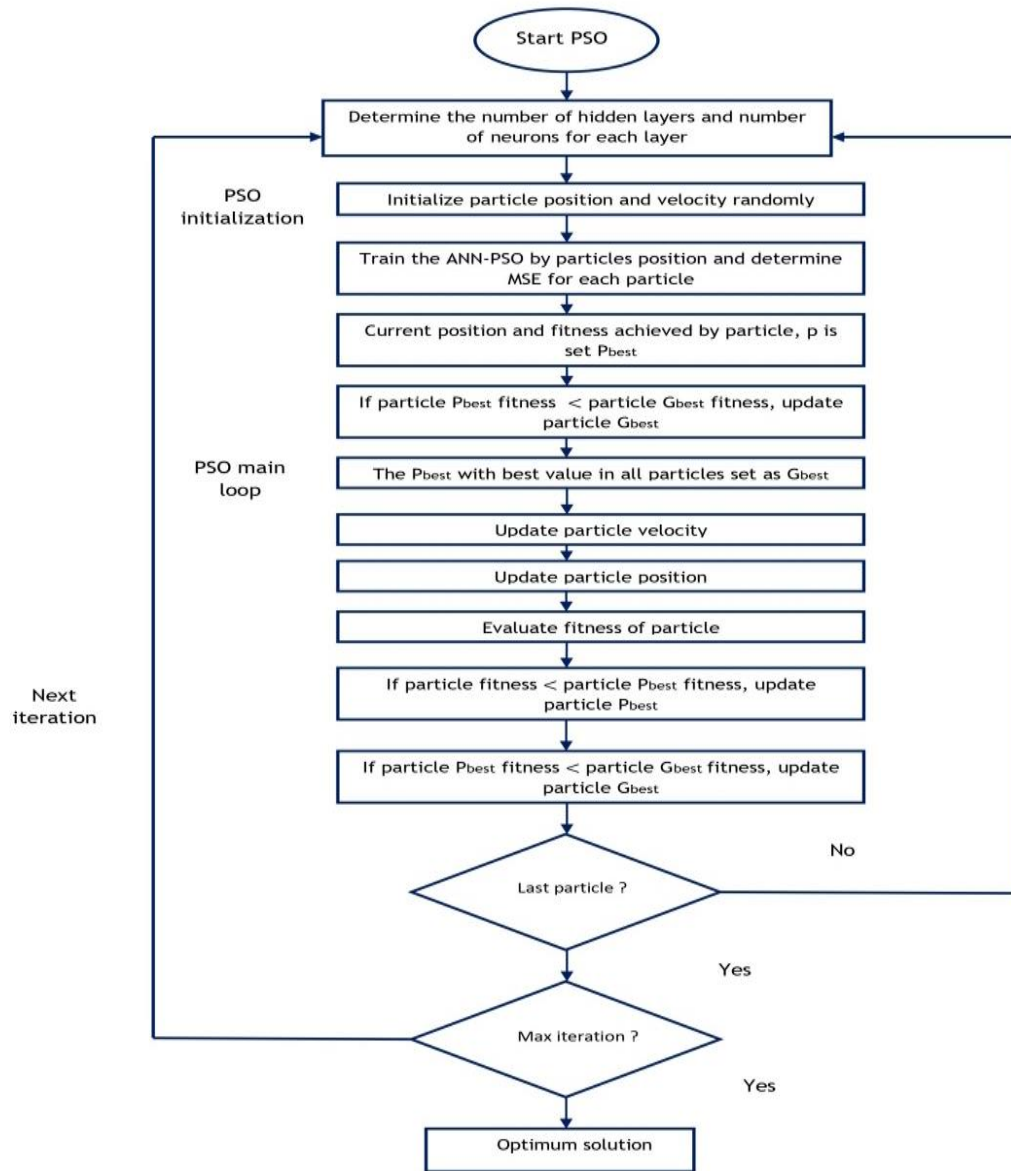 Start PSO
Determine the number of hidden layers and number
of neurons for each layer
PSO
initialization
Initialize particle position and velocity randomly
Train the ANN-PSO by particles position and determine
MSE for each particle
Current position and fitness achieved by particle, p is
set Pbest
If particle Pbest fitness < particle Gbest fitness, update
particle Gbest
PSO main
loop
The Pbest with best value in all particles set as Gbest
Update particle velocity
Update particle position
Evaluate fitness of particle
If particle fitness < particle Pbest fitness, update
particle Pbest
Next
iteration
If particle Pbest fitness < particle Gbest fitness, update
particle Gbest
No
Last particle ?
Yes
Max iteration ?
Yes
Optimum solution